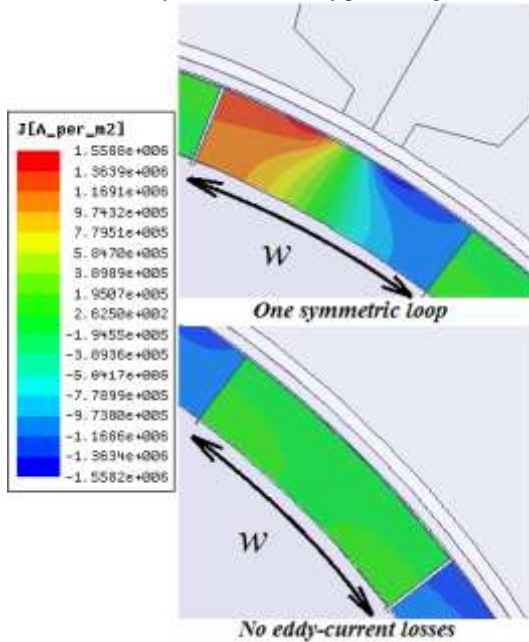 J[A_per_m2]
1.5588e+006
1.3639e+006
1.1691e+006
9.7432e+005
7.7951e+005
5.8470e+005
3.8989e+005
1.9507e+005
2.6250e+002
-1.9455e+005
-3.8936e+005
-5.8417e+005
-7.7899e+005
-9.7380e+005
-1.1686e+006
-1.3634e+006
-1.5582e+006
w
One symmetric loop
w
No eddy-current losses